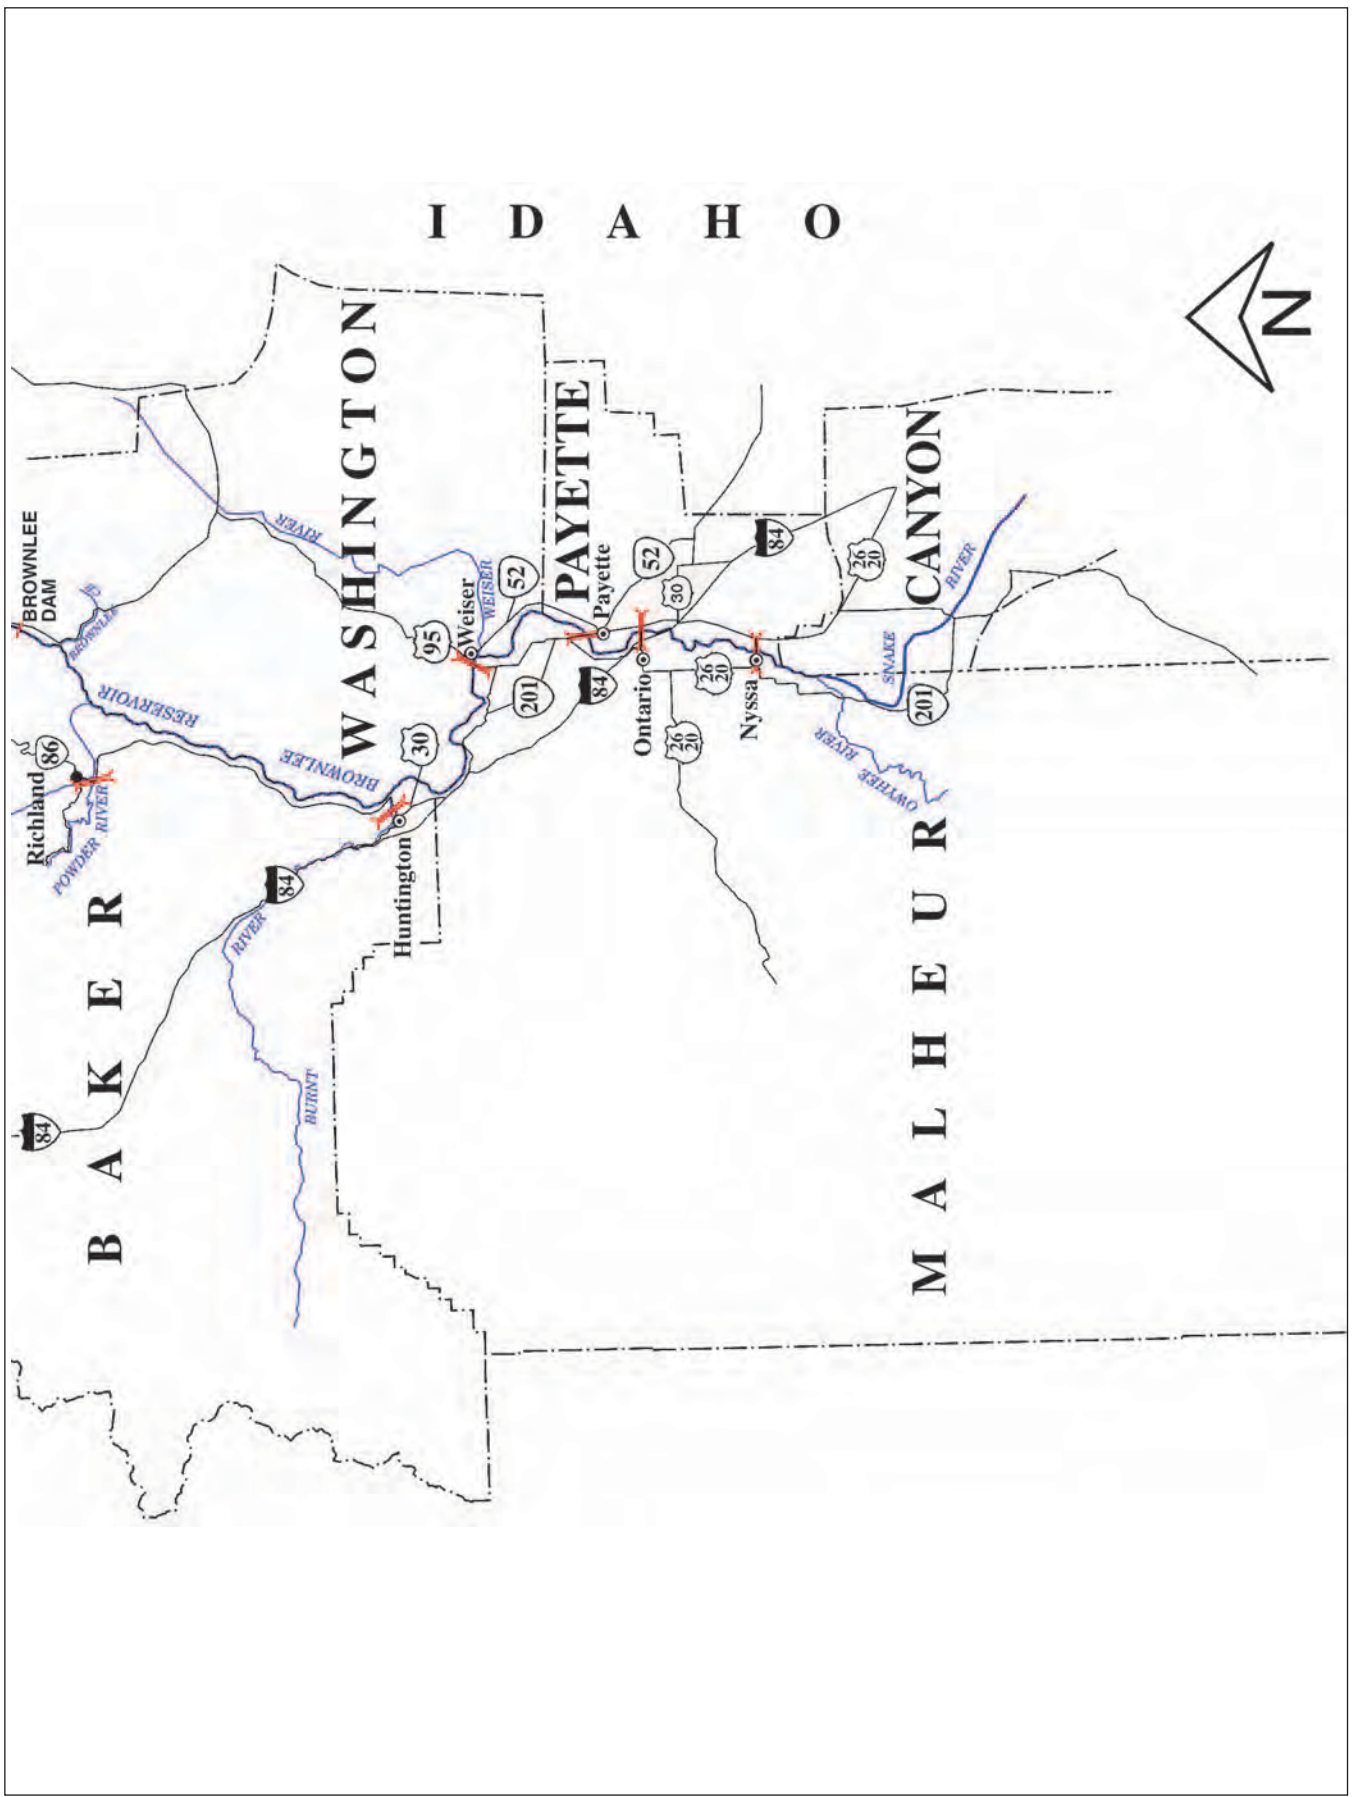 IDAHO
WASHINGTON
PAYETTE
CANYON
BAKER
MALHEUR
N
BROWNLEE
DAM
BROWNLEE
RESERVOIR
BROWNLEE
RIVER
WEISER
Weiser
95
52
52
Payette
30
84
26
20
RIVER
SNAKE
201
Richland
86
POWDER RIVER
30
201
84
Ontario
26
20
26
20
Nyssa
OWYHEE RIVER
Huntington
84
RIVER
BURNT
84